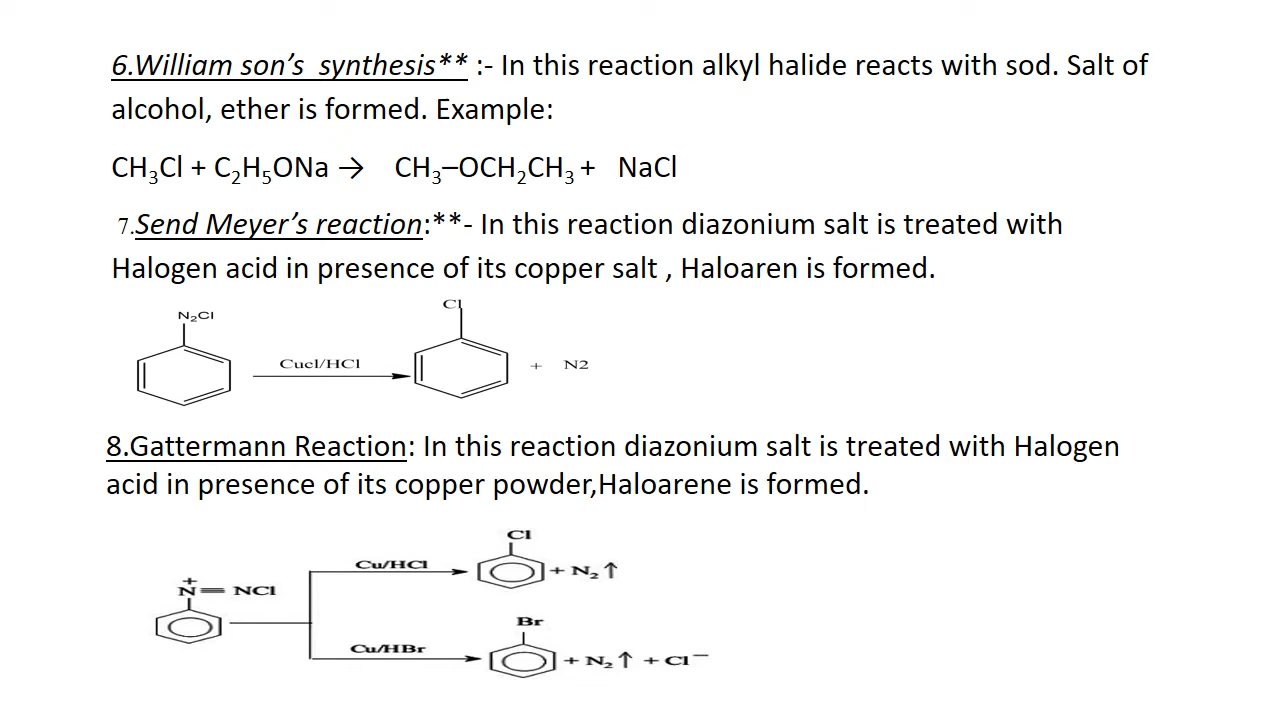 6.William son’s  synthesis** :- In this reaction alkyl halide reacts with sod. Salt of
alcohol, ether is formed. Example:
CH₃Cl + C₂H₅ONa →    CH₃–OCH₂CH₃ +   NaCl
7.Send Meyer’s reaction:**- In this reaction diazonium salt is treated with
Halogen acid in presence of its copper salt , Haloaren is formed.
N₂Cl
Cl
Cucl/HCl
+ N2
8.Gattermann Reaction: In this reaction diazonium salt is treated with Halogen
acid in presence of its copper powder,Haloarene is formed.
Cl
Cu/HCl
+ N₂↑
+
N ≡ NCl
Br
Cu/HBr
+ N₂↑ + Cl⁻